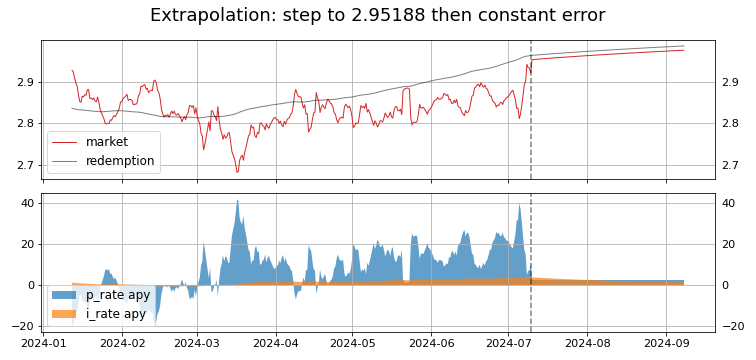 Extrapolation: step to 2.95188 then constant error
2.9
2.8
2.7
2.9
2.8
2.7
market
redemption
40
20
0
−20
40
20
0
−20
p_rate apy
i_rate apy
2024-01 2024-02 2024-03 2024-04 2024-05 2024-06 2024-07 2024-08 2024-09